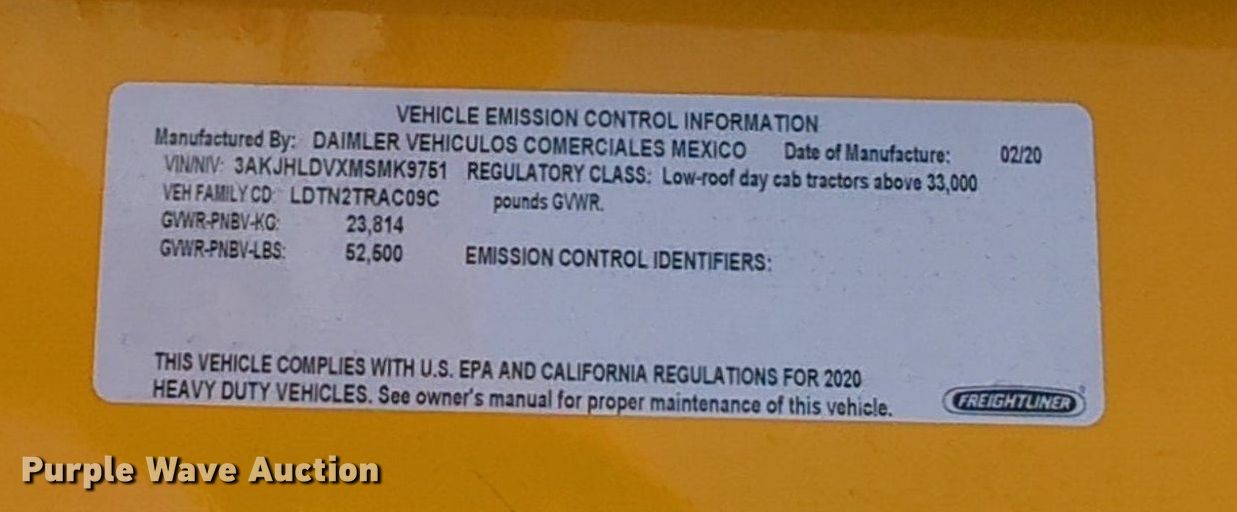 VEHICLE EMISSION CONTROL INFORMATION
Manufactured By: DAIMLER VEHICULOS COMERCIALES MEXICO Date of Manufacture: 02/20
VIN/NIV: 3AKJHLDVXMSMK9751 REGULATORY CLASS: Low-roof day cab tractors above 33,000
VEH FAMILY CD: LDTN2TRAC09C pounds GVWR.
GVWR-PNBV-KG: 23,814
GVWR-PNBV-LBS: 52,500 EMISSION CONTROL IDENTIFIERS:
THIS VEHICLE COMPLIES WITH U.S. EPA AND CALIFORNIA REGULATIONS FOR 2020
HEAVY DUTY VEHICLES. See owner's manual for proper maintenance of this vehicle.
FREIGHTLINER
Purple Wave Auction